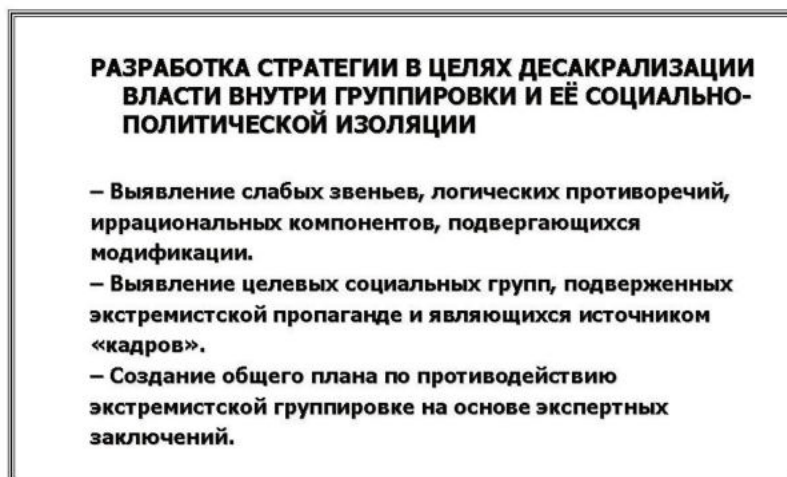 РАЗРАБОТКА СТРАТЕГИИ В ЦЕЛЯХ ДЕСАКРАЛИЗАЦИИ
ВЛАСТИ ВНУТРИ ГРУППИРОВКИ И ЕЁ СОЦИАЛЬНО-
ПОЛИТИЧЕСКОЙ ИЗОЛЯЦИИ
– Выявление слабых звеньев, логических противоречий,
иррациональных компонентов, подвергающихся
модификации.
– Выявление целевых социальных групп, подверженных
экстремистской пропаганде и являющихся источником
«кадров».
– Создание общего плана по противодействию
экстремистской группировке на основе экспертных
заключений.